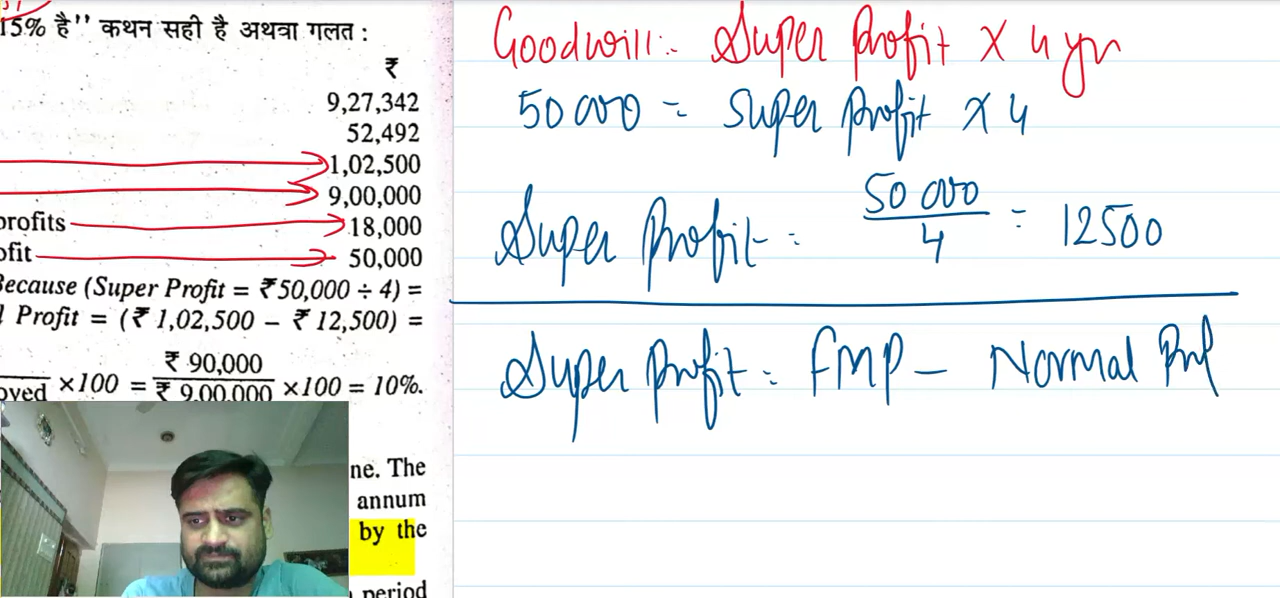 15% है" कथन सही है अथवा गलत :
₹
9,27,342
52,492
1,02,500
9,00,000
profits 18,000
ofit 50,000
Because (Super Profit = ₹ 50,000 ÷ 4) =
l Profit = (₹ 1,02,500 – ₹ 12,500) =
₹ 90,000
oyed ×100 = ₹ 9,00,000 ×100 = 10%.
ne. The
annum
by the
period
Goodwill:- Super Profit × 4 yr
50000 = Super Profit × 4
Super Profit = 50000 / 4 = 12500
Super Profit = FMP – Normal Prf